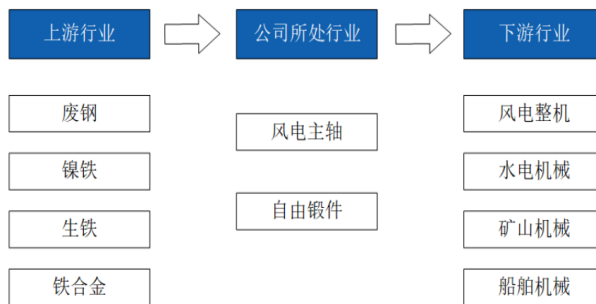 上游行业
公司所处行业
下游行业
废钢
镍铁
生铁
铁合金
风电主轴
自由锻件
风电整机
水电机械
矿山机械
船舶机械